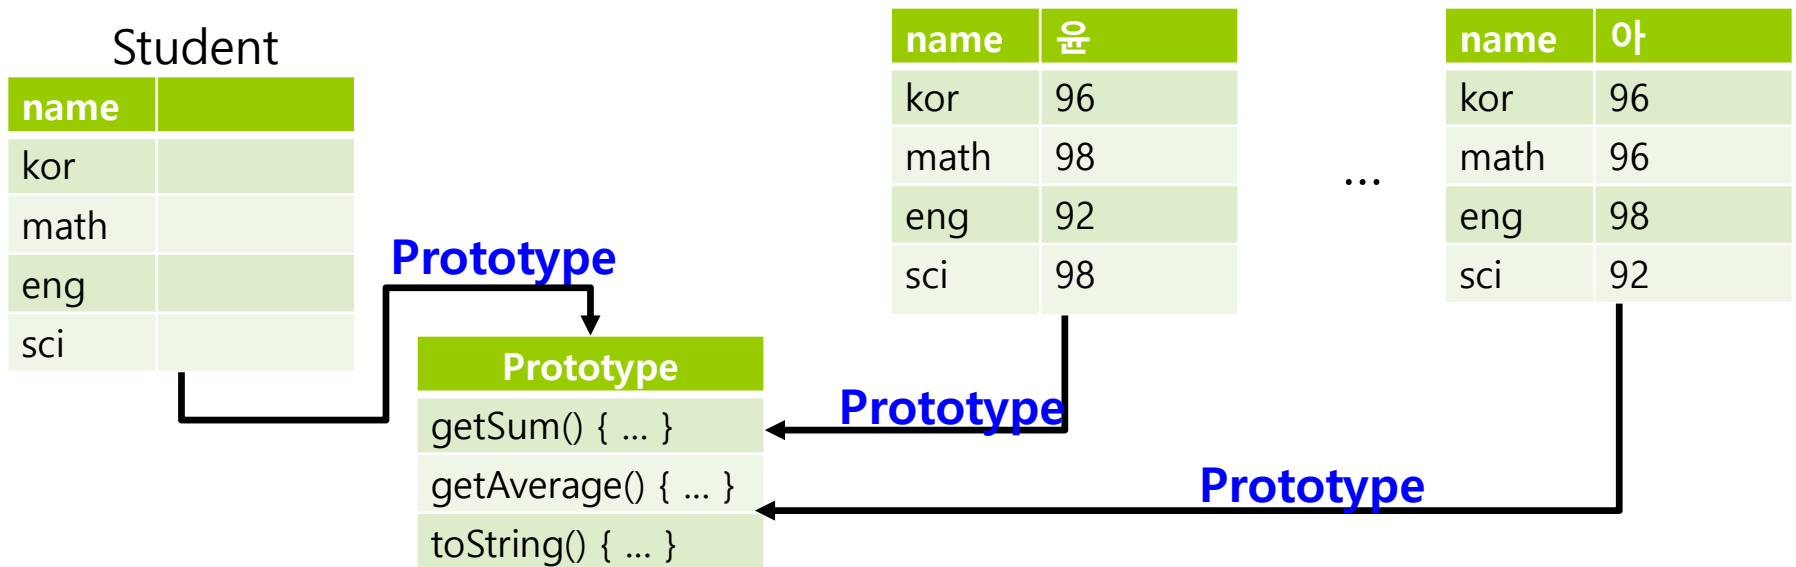 Student
name
kor
math
eng
sci
Prototype
Prototype
getSum() { ... }
getAverage() { ... }
toString() { ... }
name 윤
kor 96
math 98
eng 92
sci 98
Prototype
...
name 아
kor 96
math 96
eng 98
sci 92
Prototype